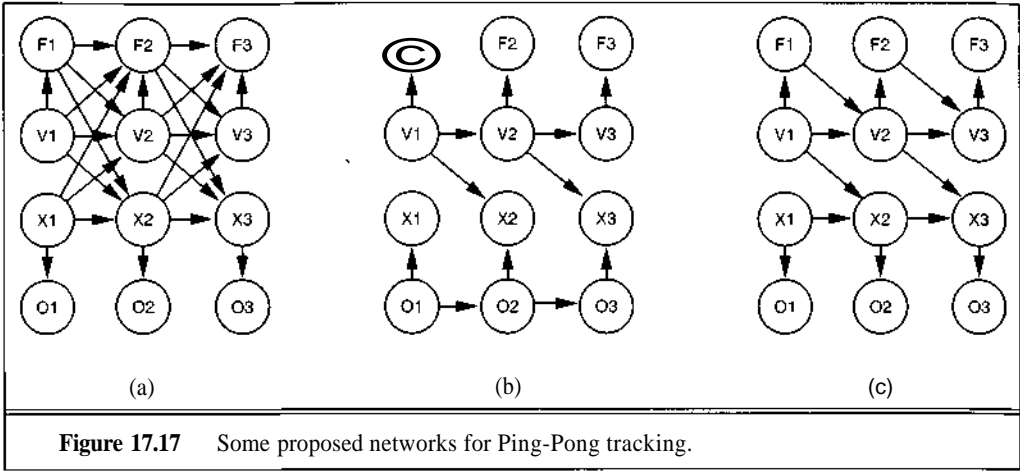 F1 F2 F3 © F2 F3 F1 F2 F3
V1 V2 V3 V1 V2 V3 V1 V2 V3
X1 X2 X3 X1 X2 X3 X1 X2 X3
O1 O2 O3 O1 O2 O3 O1 O2 O3
(a) (b) (c)
Figure 17.17 Some proposed networks for Ping-Pong tracking.